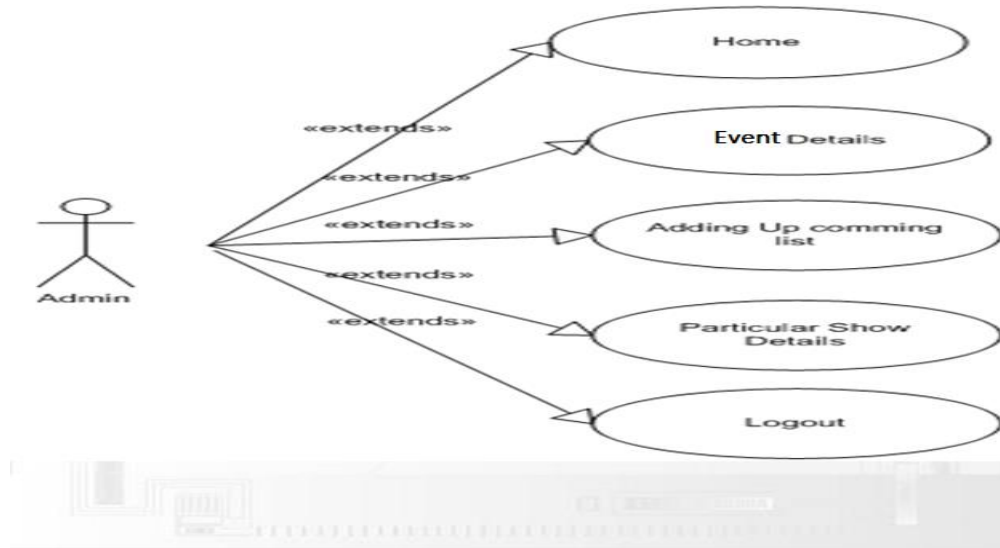 Home
«extends»
Event Details
«extends»
Adding Up comming
list
«extends»
Admin
«extends»
Particular Show
Details
«extends»
Logout